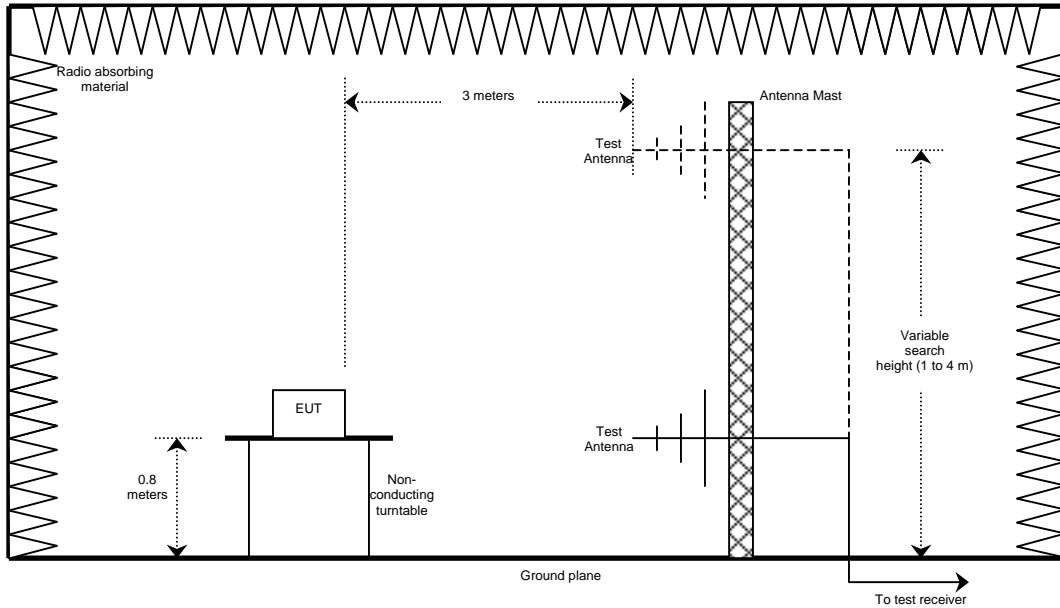 Radio absorbing
material
3 meters
Antenna Mast
Test
Antenna
Variable
search
height (1 to 4 m)
EUT
Test
Antenna
0.8
meters
Non-
conducting
turntable
Ground plane
To test receiver